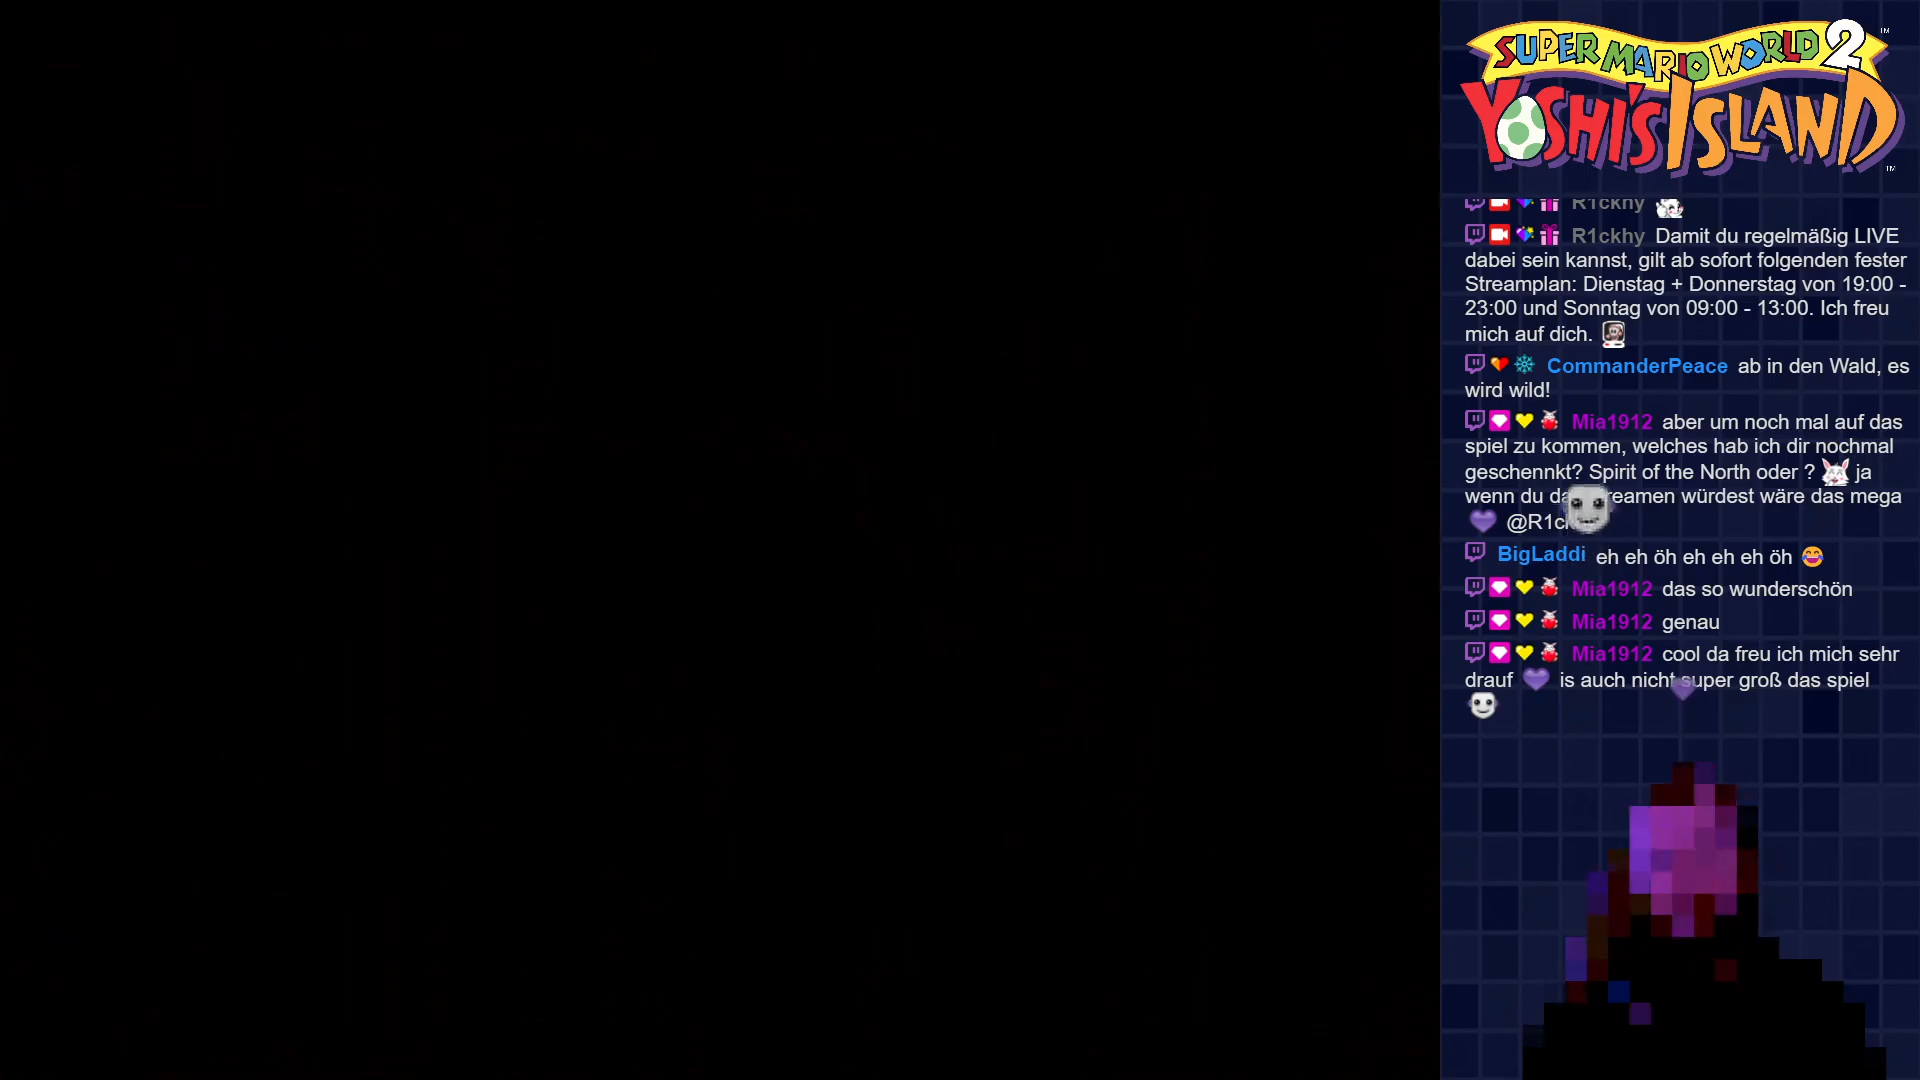 SUPER MARIO WORLD 2 ™
YOSHI'S ISLAND ™
R1ckhy
R1ckhy Damit du regelmäßig LIVE
dabei sein kannst, gilt ab sofort folgenden fester
Streamplan: Dienstag + Donnerstag von 19:00 -
23:00 und Sonntag von 09:00 - 13:00. Ich freu
mich auf dich.
CommanderPeace ab in den Wald, es
wird wild!
Mia1912 aber um noch mal auf das
spiel zu kommen, welches hab ich dir nochmal
geschennkt? Spirit of the North oder ? ja
wenn du würdest wäre das mega
BigLaddi eh eh öh eh eh eh öh
Mia1912 das so wunderschön
Mia1912 genau
Mia1912 cool da freu ich mich sehr
drauf is auch nicht super groß das spiel